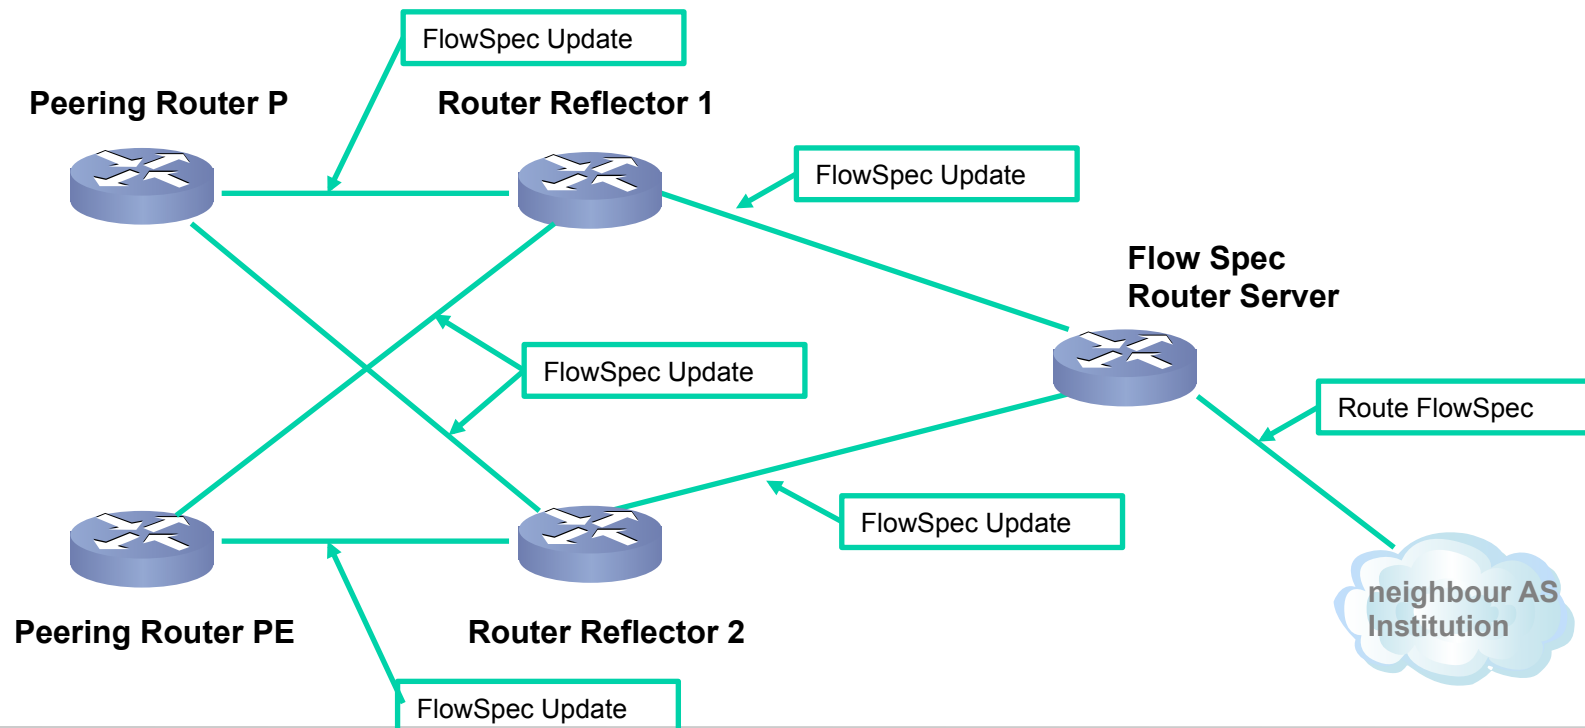 FlowSpec Update
Peering Router P
Router Reflector 1
FlowSpec Update
Flow Spec
Router Server
FlowSpec Update
Route FlowSpec
FlowSpec Update
neighbour AS
Institution
Peering Router PE
Router Reflector 2
FlowSpec Update